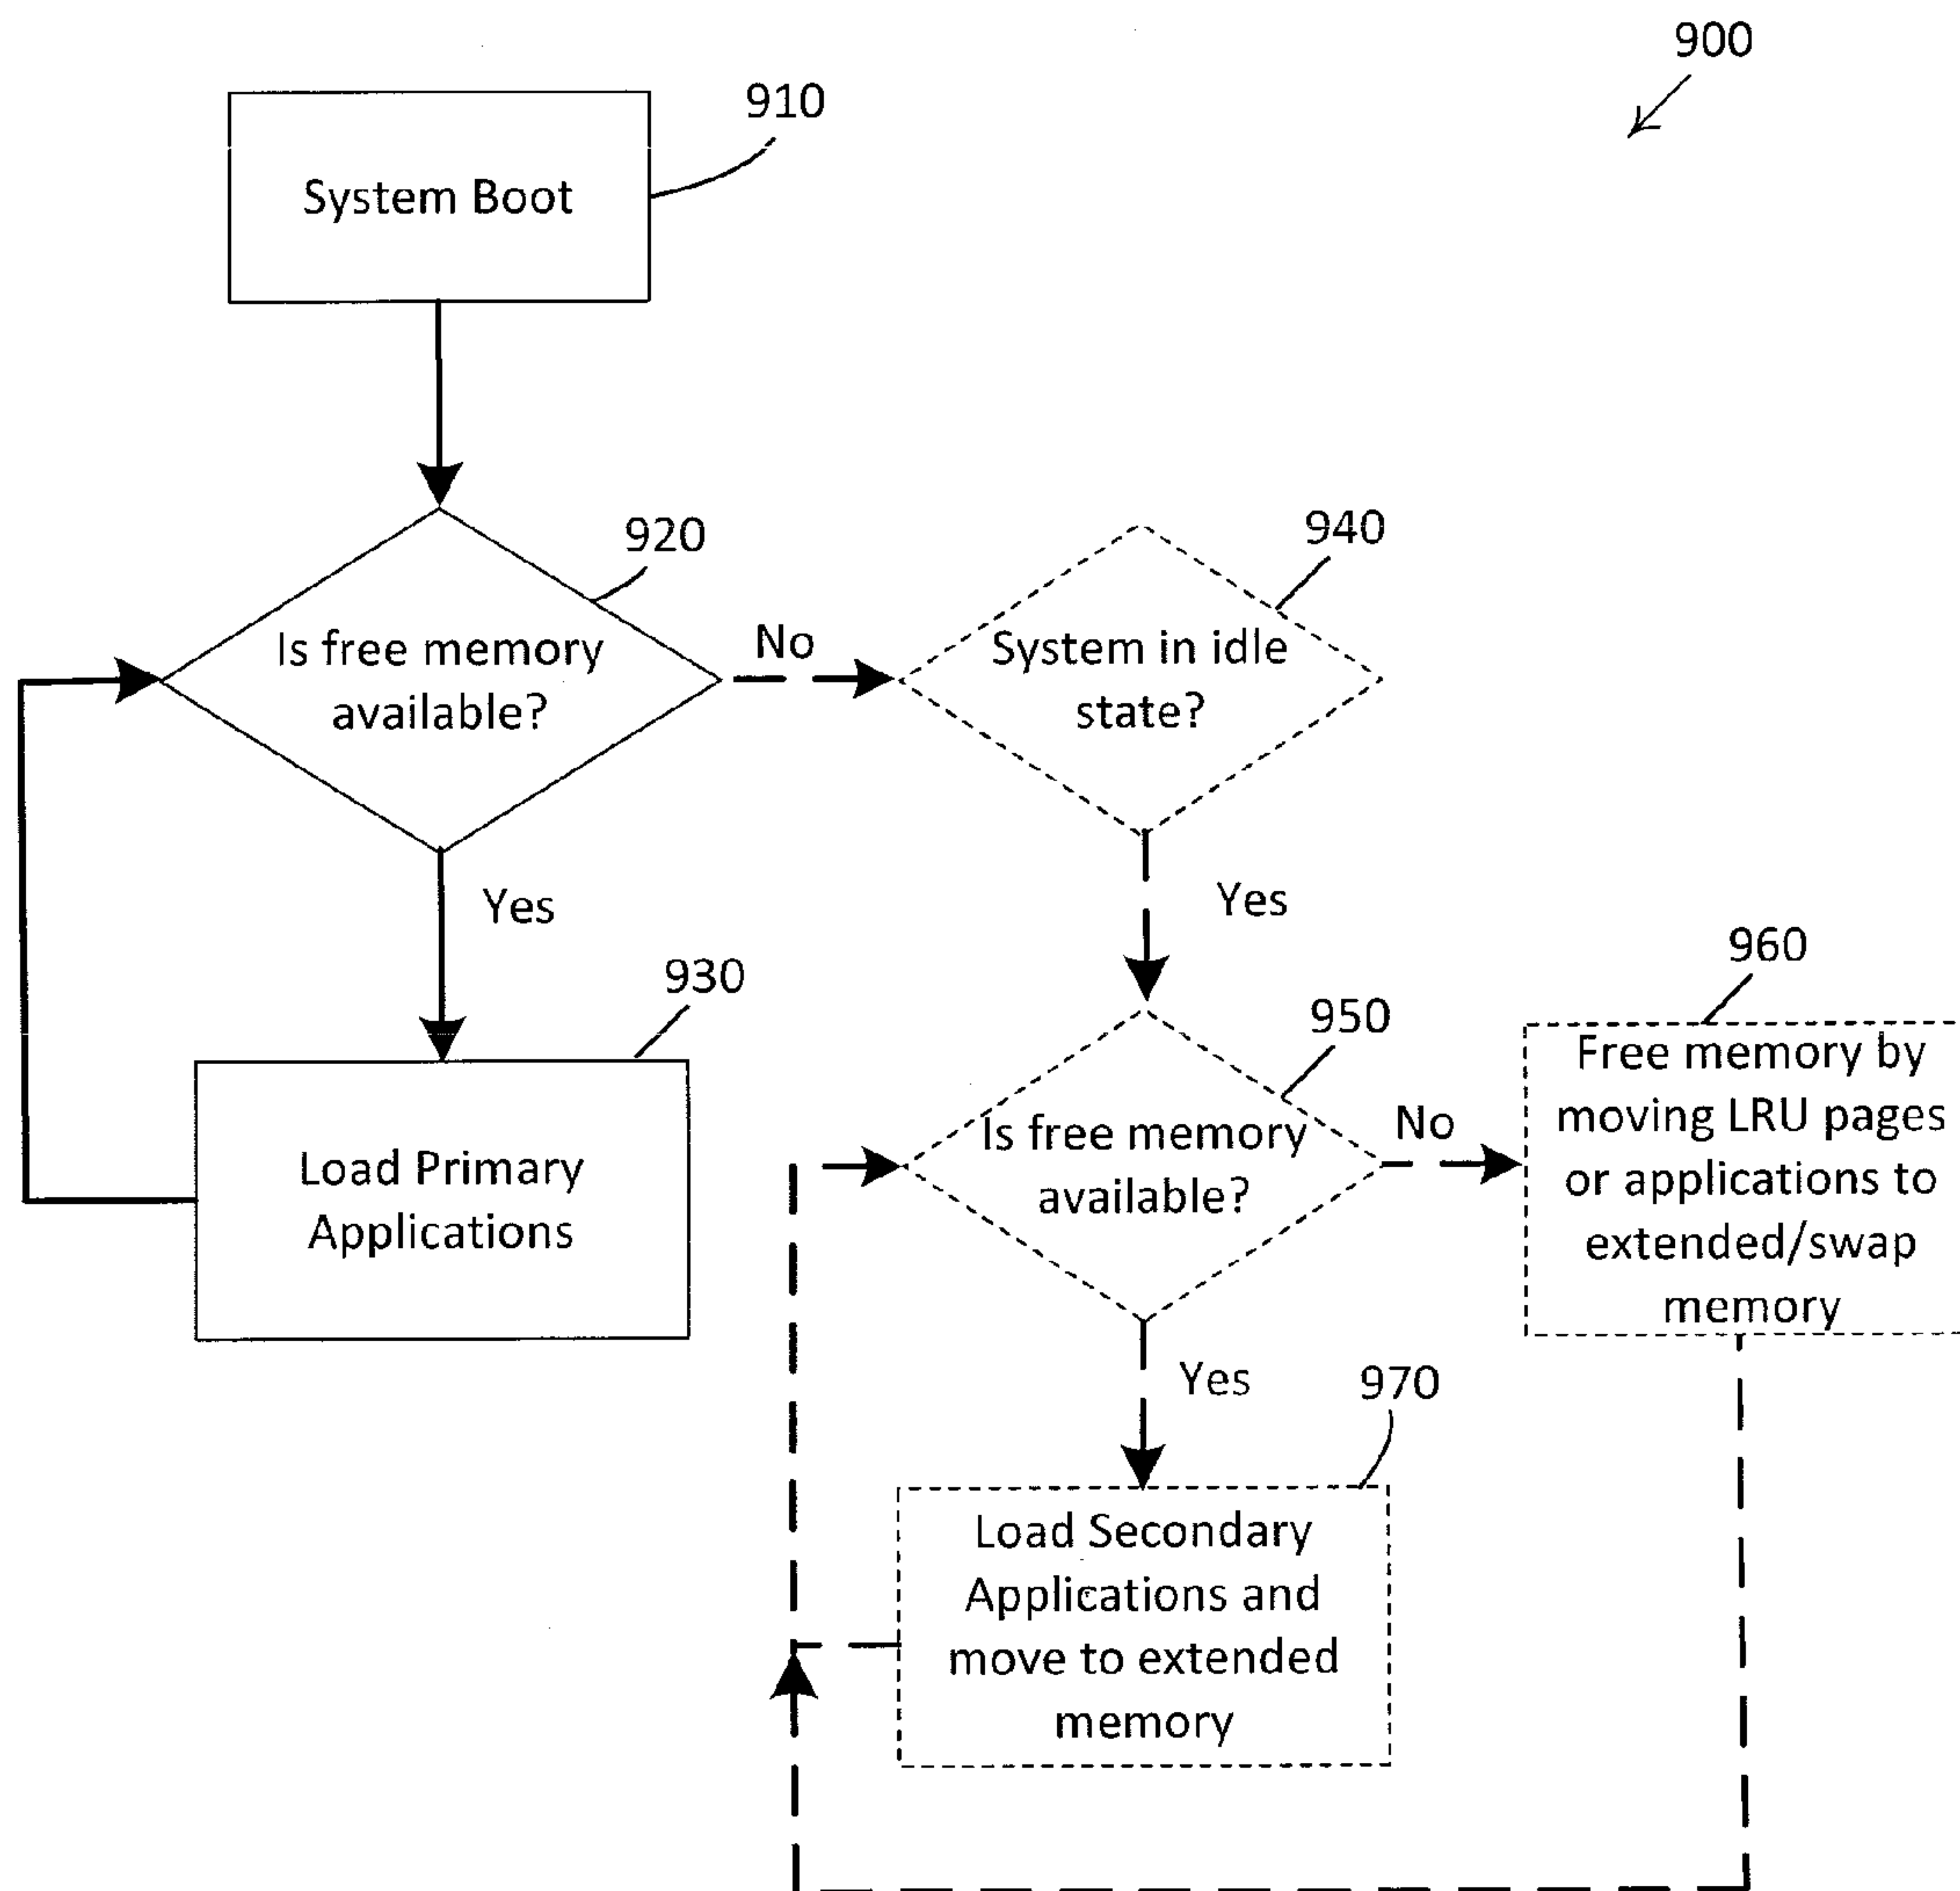 900
910
System Boot
920
Is free memory
available?
No
940
System in idle
state?
Yes
Yes
930
Load Primary
Applications
950
Is free memory
available?
No
960
Free memory by
moving LRU pages
or applications to
extended/swap
memory
Yes
970
Load Secondary
Applications and
move to extended
memory